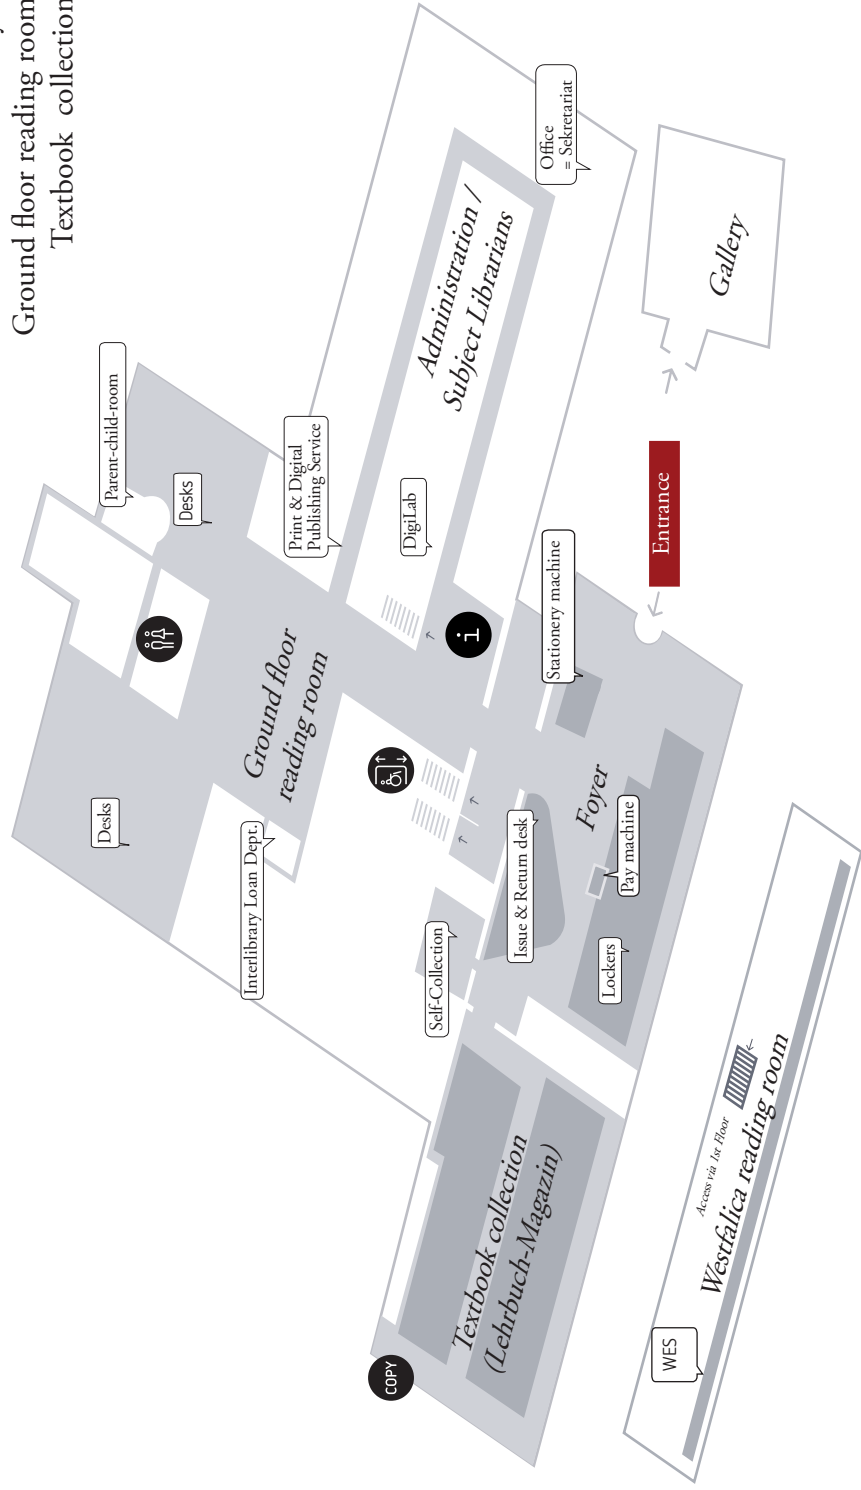 Ground floor reading room
Textbook collection
Parent-child-room
Desks
Desks
Office
= Sekretariat
Administration /
Subject Librarians
Gallery
Print & Digital
Publishing Service
DigiLab
Entrance
Stationery machine
i
Ground floor
reading room
Interlibrary Loan Dept.
Foyer
Issue & Return desk
Pay machine
Self-Collection
Lockers
Textbook collection
(Lehrbuch-Magazin)
COPY
Access via 1st Floor
Westfalica reading room
WES